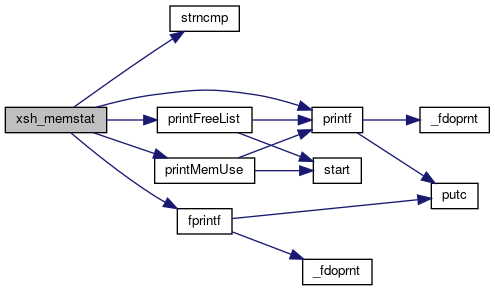 strncmp
xsh_memstat
printFreeList
printf
_fdoprnt
printMemUse
start
putc
fprintf
_fdoprnt